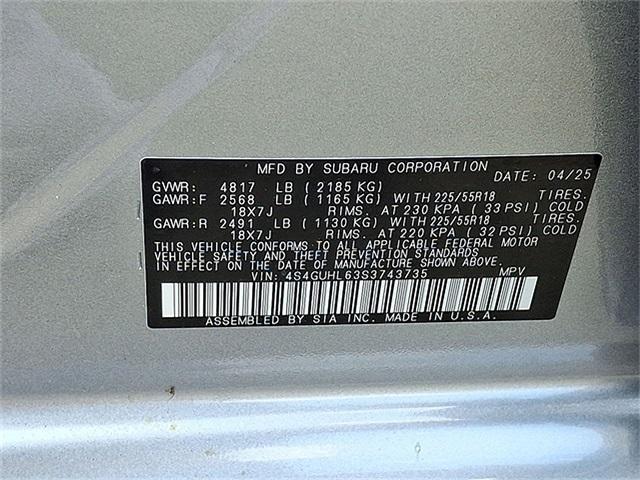 MFD BY SUBARU CORPORATION
DATE: 04/25
GVWR: 4817 LB ( 2185 KG)
GAWR: F 2568 LB ( 1165 KG) WITH 225/55R18 TIRES.
18X7J RIMS. AT 230 KPA ( 33 PSI) COLD
GAWR: R 2491 LB ( 1130 KG) WITH 225/55R18 TIRES.
18X7J RIMS. AT 220 KPA ( 32 PSI) COLD
THIS VEHICLE CONFORMS TO ALL APPLICABLE FEDERAL MOTOR
VEHICLE SAFETY AND THEFT PREVENTION STANDARDS
IN EFFECT ON THE DATE OF MANUFACTURE SHOWN ABOVE.
VIN: 4S4GUHL63S3743735 MPV
ASSEMBLED BY SIA INC. MADE IN U.S.A.